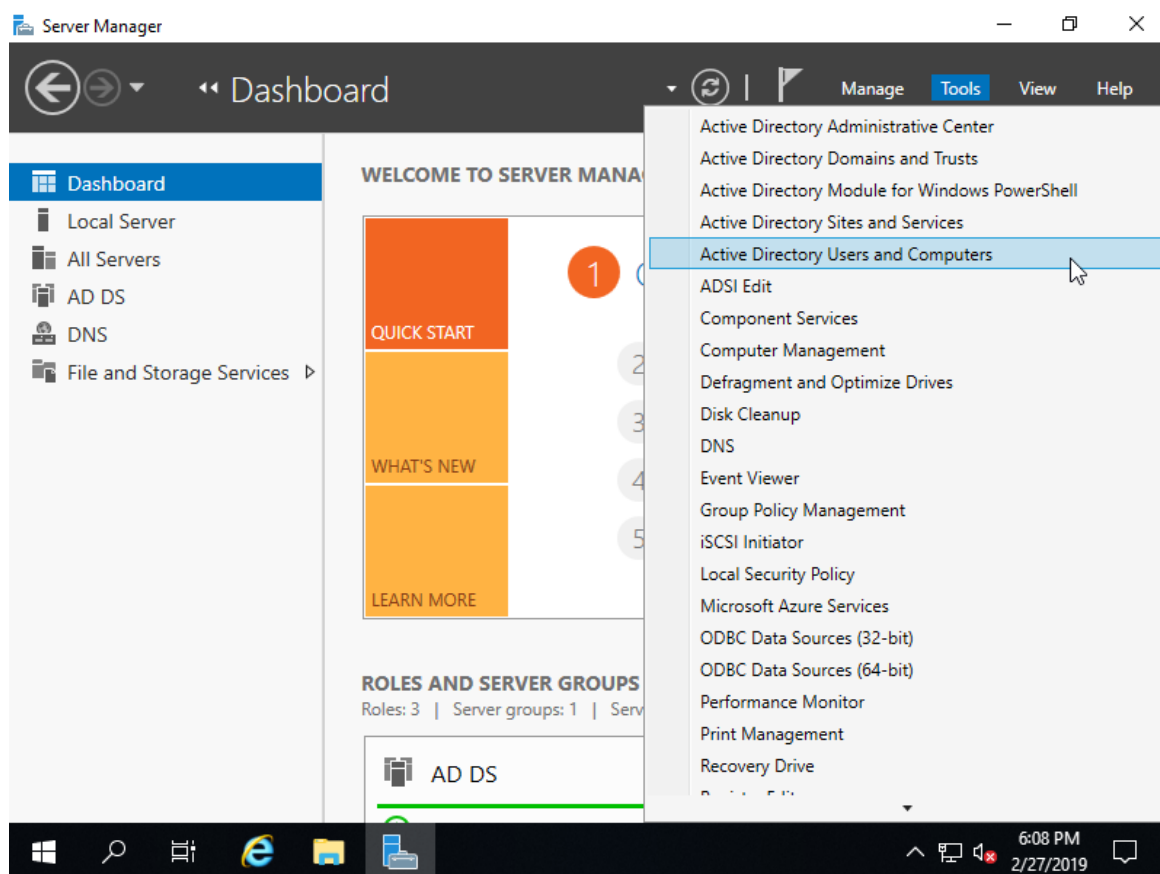 Server Manager
Dashboard
Manage
Tools
View
Help
Dashboard
Local Server
All Servers
AD DS
DNS
File and Storage Services
WELCOME TO SERVER MANA
QUICK START
WHAT'S NEW
LEARN MORE
1
2
3
4
5
ROLES AND SERVER GROUPS
Roles: 3 | Server groups: 1 | Serv
AD DS
Active Directory Administrative Center
Active Directory Domains and Trusts
Active Directory Module for Windows PowerShell
Active Directory Sites and Services
Active Directory Users and Computers
ADSI Edit
Component Services
Computer Management
Defragment and Optimize Drives
Disk Cleanup
DNS
Event Viewer
Group Policy Management
iSCSI Initiator
Local Security Policy
Microsoft Azure Services
ODBC Data Sources (32-bit)
ODBC Data Sources (64-bit)
Performance Monitor
Print Management
Recovery Drive
6:08 PM
2/27/2019